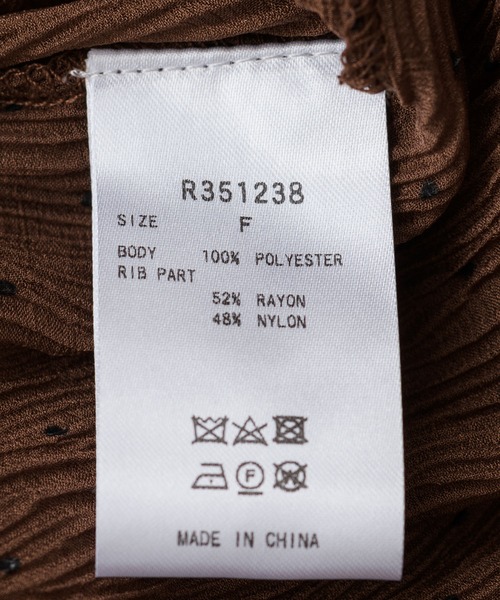 R351238
SIZE F
BODY 100% POLYESTER
RIB PART
52% RAYON
48% NYLON
F W
MADE IN CHINA